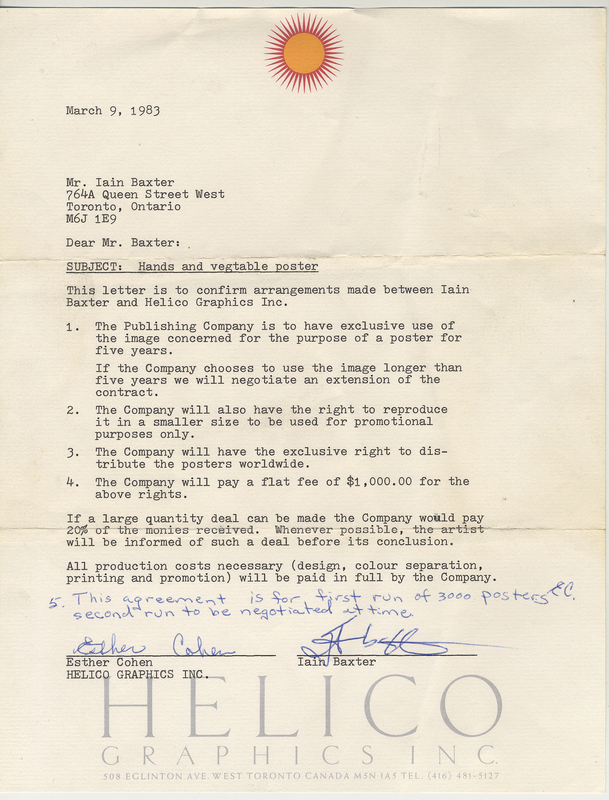 March 9, 1983
Mr. Iain Baxter
764A Queen Street West
Toronto, Ontario
M6J 1E9
Dear Mr. Baxter:
SUBJECT: Hands and vegtable poster
This letter is to confirm arrangements made between Iain
Baxter and Helico Graphics Inc.
1. The Publishing Company is to have exclusive use of
the image concerned for the purpose of a poster for
five years.
If the Company chooses to use the image longer than
five years we will negotiate an extension of the
contract.
2. The Company will also have the right to reproduce
it in a smaller size to be used for promotional
purposes only.
3. The Company will have the exclusive right to dis-
tribute the posters worldwide.
4. The Company will pay a flat fee of $1,000.00 for the
above rights.
If a large quantity deal can be made the Company would pay
20% of the monies received. Whenever possible, the artist
will be informed of such a deal before its conclusion.
All production costs necessary (design, colour separation,
printing and promotion) will be paid in full by the Company.
5. This agreement is for first run of 3000 posters EC.
second run to be negotiated at time.
Esther Cohen
Esther Cohen Iain Baxter
HELICO GRAPHICS INC.
HELICO
GRAPHICS INC.
508 EGLINTON AVE. WEST TORONTO CANADA M5N 1A5 TEL. (416) 481-5127